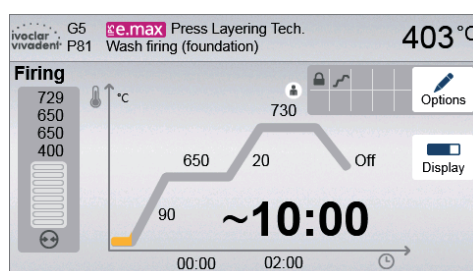 ivoclar vivadent G5 P81
IPS e.max Press Layering Tech.
Wash firing (foundation)
403°C
Firing
729
650
650
400
°C
730
Options
650
20
Off
Display
90
~10:00
00:00 02:00